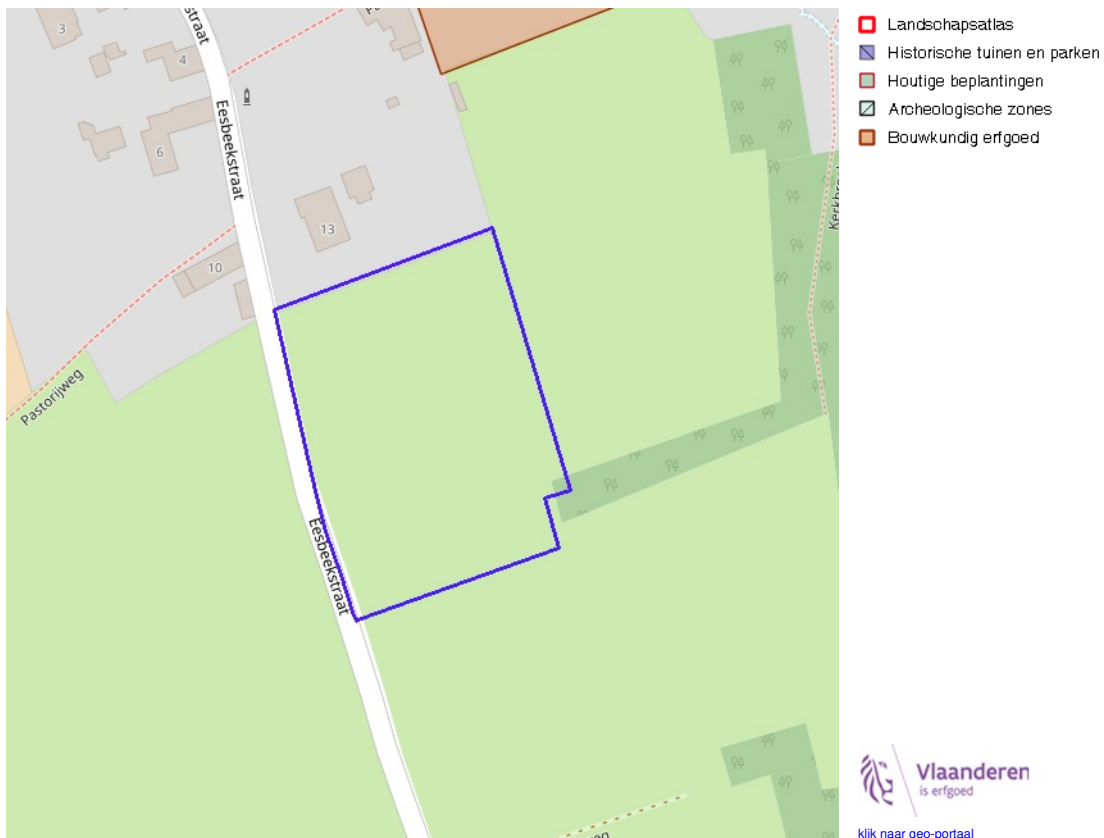 straat
3
4
6
Eesbeekstraat
13
10
Pastorijweg
Eesbeekstraat
Landschapsatlas
Historische tuinen en parken
Houtige beplantingen
Archeologische zones
Bouwkundig erfgoed
Vlaanderen
is erfgoed
klik naar geo-portaal